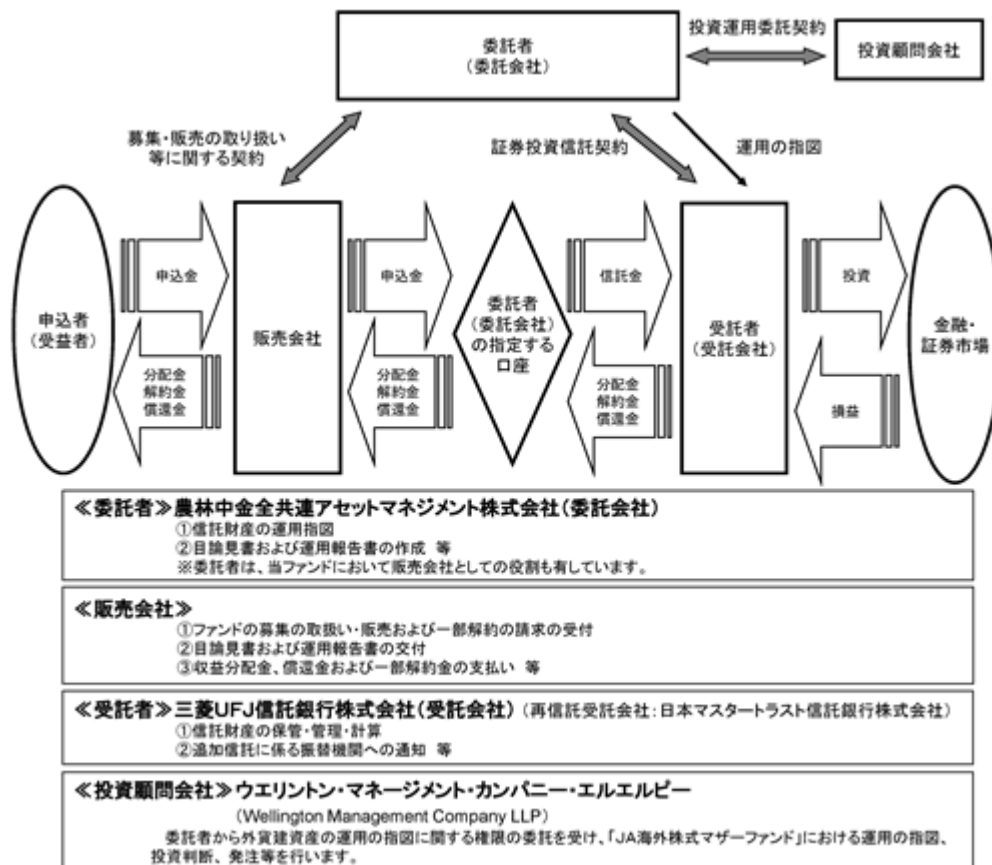 投資運用委託契約
委託者
(委託会社)
投資顧問会社
募集・販売の取り扱い
等に関する契約
証券投資信託契約
運用の指図
申込者
(受益者)
申込金
分配金
解約金
償還金
販売会社
申込金
分配金
解約金
償還金
委託者
(委託会社)
の指定する
口座
信託金
分配金
解約金
償還金
受託者
(受託会社)
投資
損益
金融・
証券市場
≪委託者≫農林中金全共連アセットマネジメント株式会社(委託会社)
①信託財産の運用指図
②目論見書および運用報告書の作成 等
※委託者は、当ファンドにおいて販売会社としての役割も有しています。
≪販売会社≫
①ファンドの募集の取扱い・販売および一部解約の請求の受付
②目論見書および運用報告書の交付
③収益分配金、償還金および一部解約金の支払い 等
≪受託者≫三菱UFJ信託銀行株式会社(受託会社) (再信託受託会社:日本マスタートラスト信託銀行株式会社)
①信託財産の保管・管理・計算
②追加信託に係る振替機関への通知 等
≪投資顧問会社≫ウエリントン・マネージメント・カンパニー・エルエルピー
(Wellington Management Company LLP)
委託者から外貨建資産の運用の指図に関する権限の委託を受け、「JA海外株式マザーファンド」における運用の指図、
投資判断、発注等を行います。